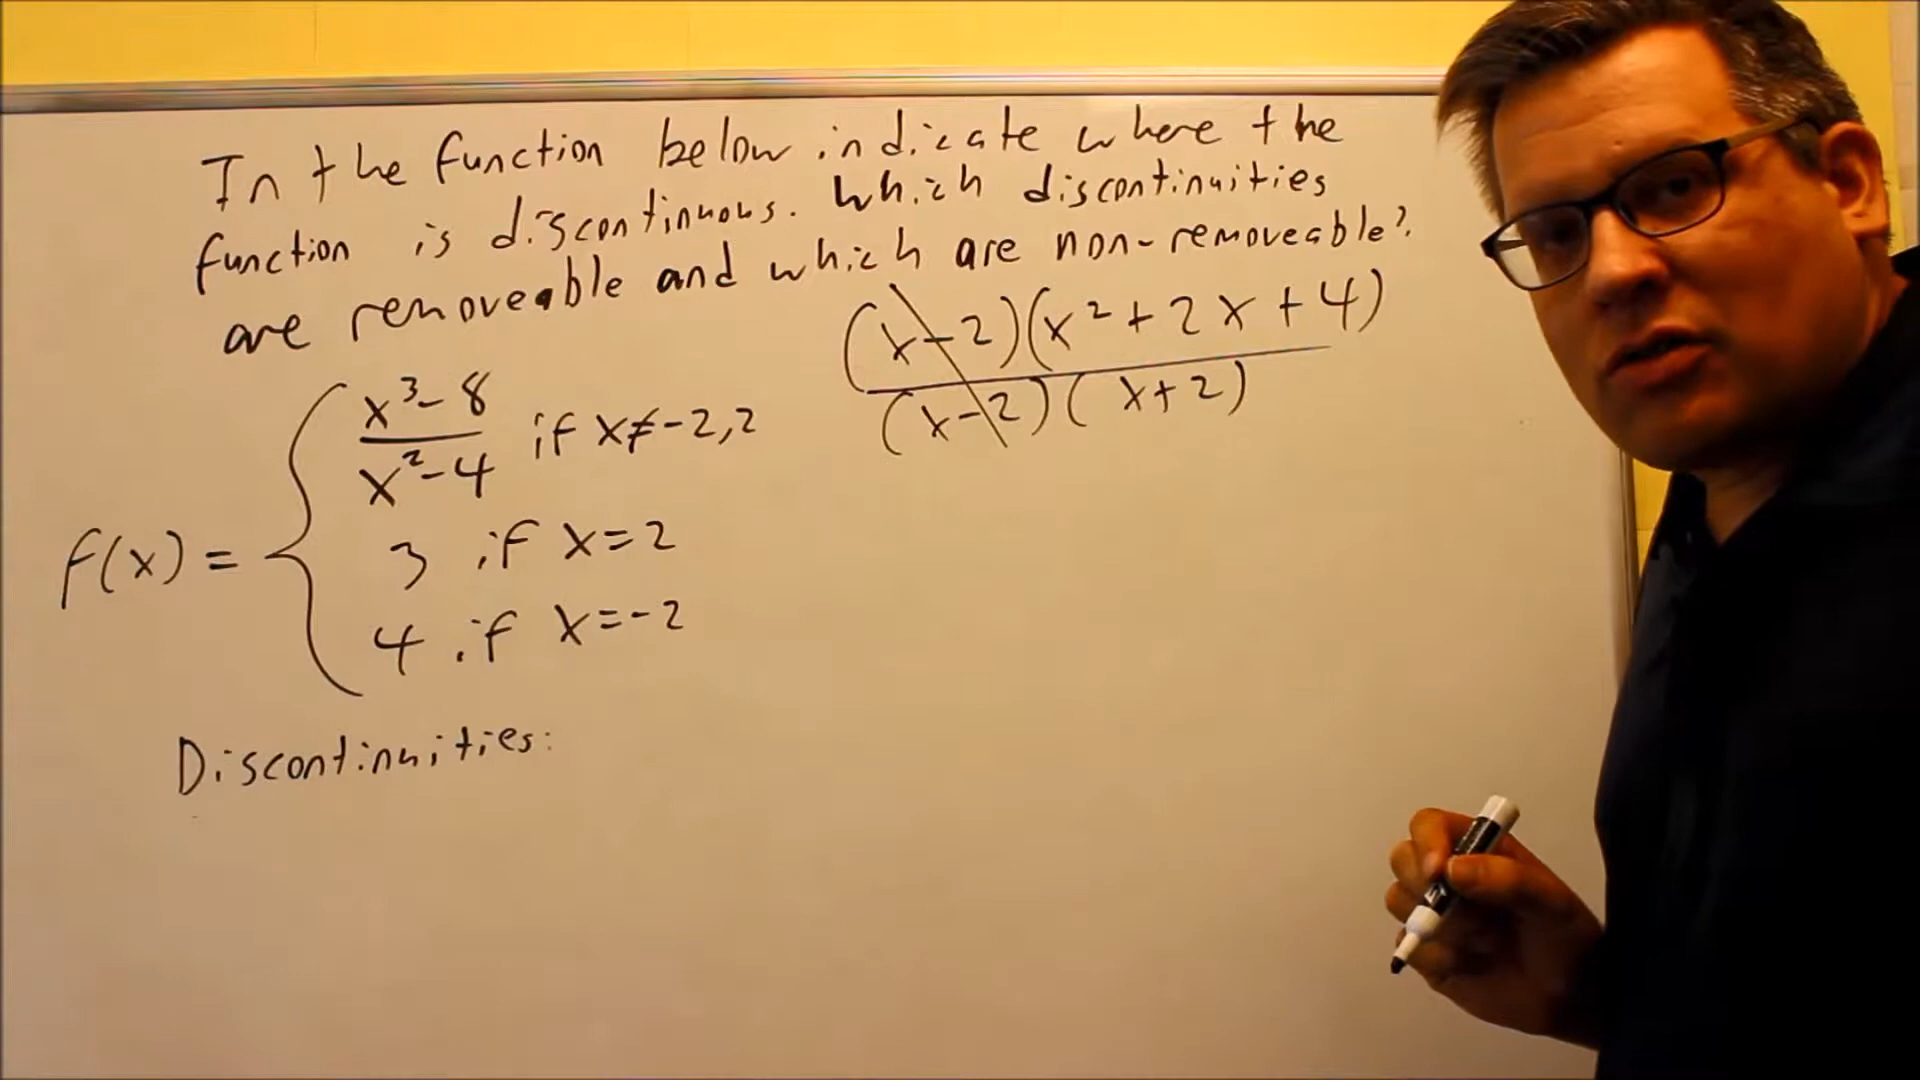 In the function below indicate where the
function is discontinuous. Which discontinuities
are removeable and which are non-removeable?
(x-2)(x²+2x+4)
(x-2)(x+2)
x³-8
x²-4 if x≠-2,2
f(x) =
3 if x=2
4 if x=-2
Discontinuities: